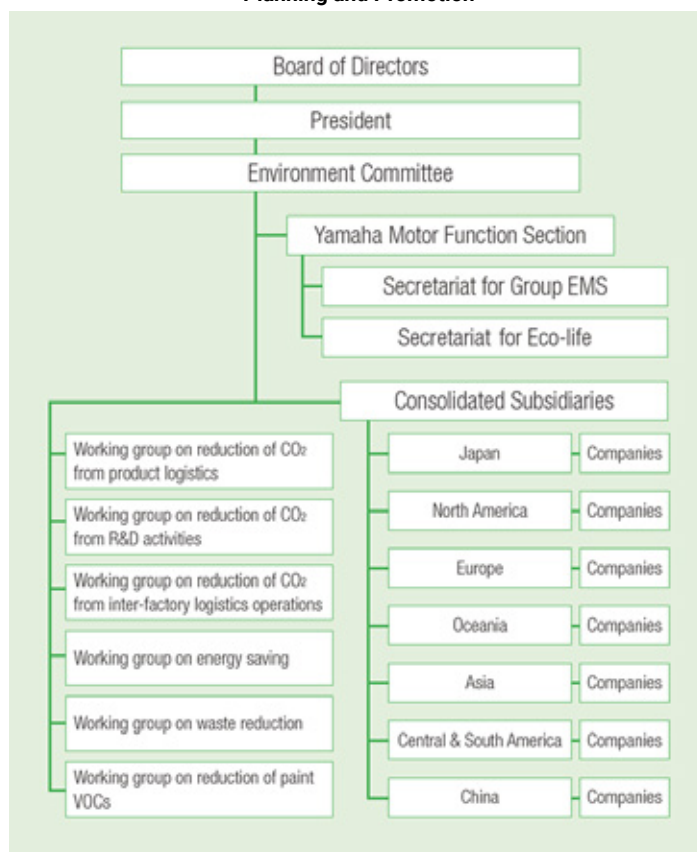 Planning and Promotion
Board of Directors
President
Environment Committee
Yamaha Motor Function Section
Secretariat for Group EMS
Secretariat for Eco-life
Consolidated Subsidiaries
Working group on reduction of CO₂
from product logistics
Working group on reduction of CO₂
from R&D activities
Working group on reduction of CO₂
from inter-factory logistics operations
Working group on energy saving
Working group on waste reduction
Working group on reduction of paint
VOCs
Japan Companies
North America Companies
Europe Companies
Oceania Companies
Asia Companies
Central & South America Companies
China Companies